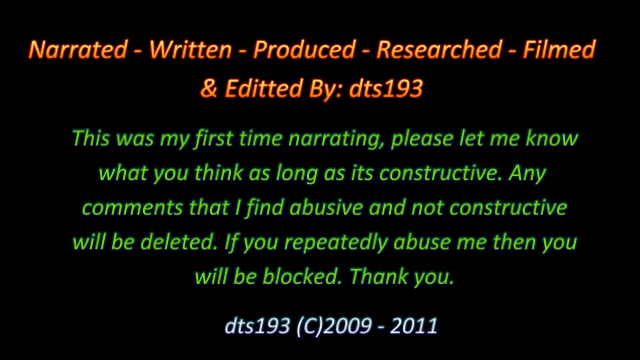 Narrated - Written - Produced - Researched - Filmed
& Editted By: dts193
This was my first time narrating, please let me know
what you think as long as its constructive. Any
comments that I find abusive and not constructive
will be deleted. If you repeatedly abuse me then you
will be blocked. Thank you.
dts193 (C)2009 - 2011